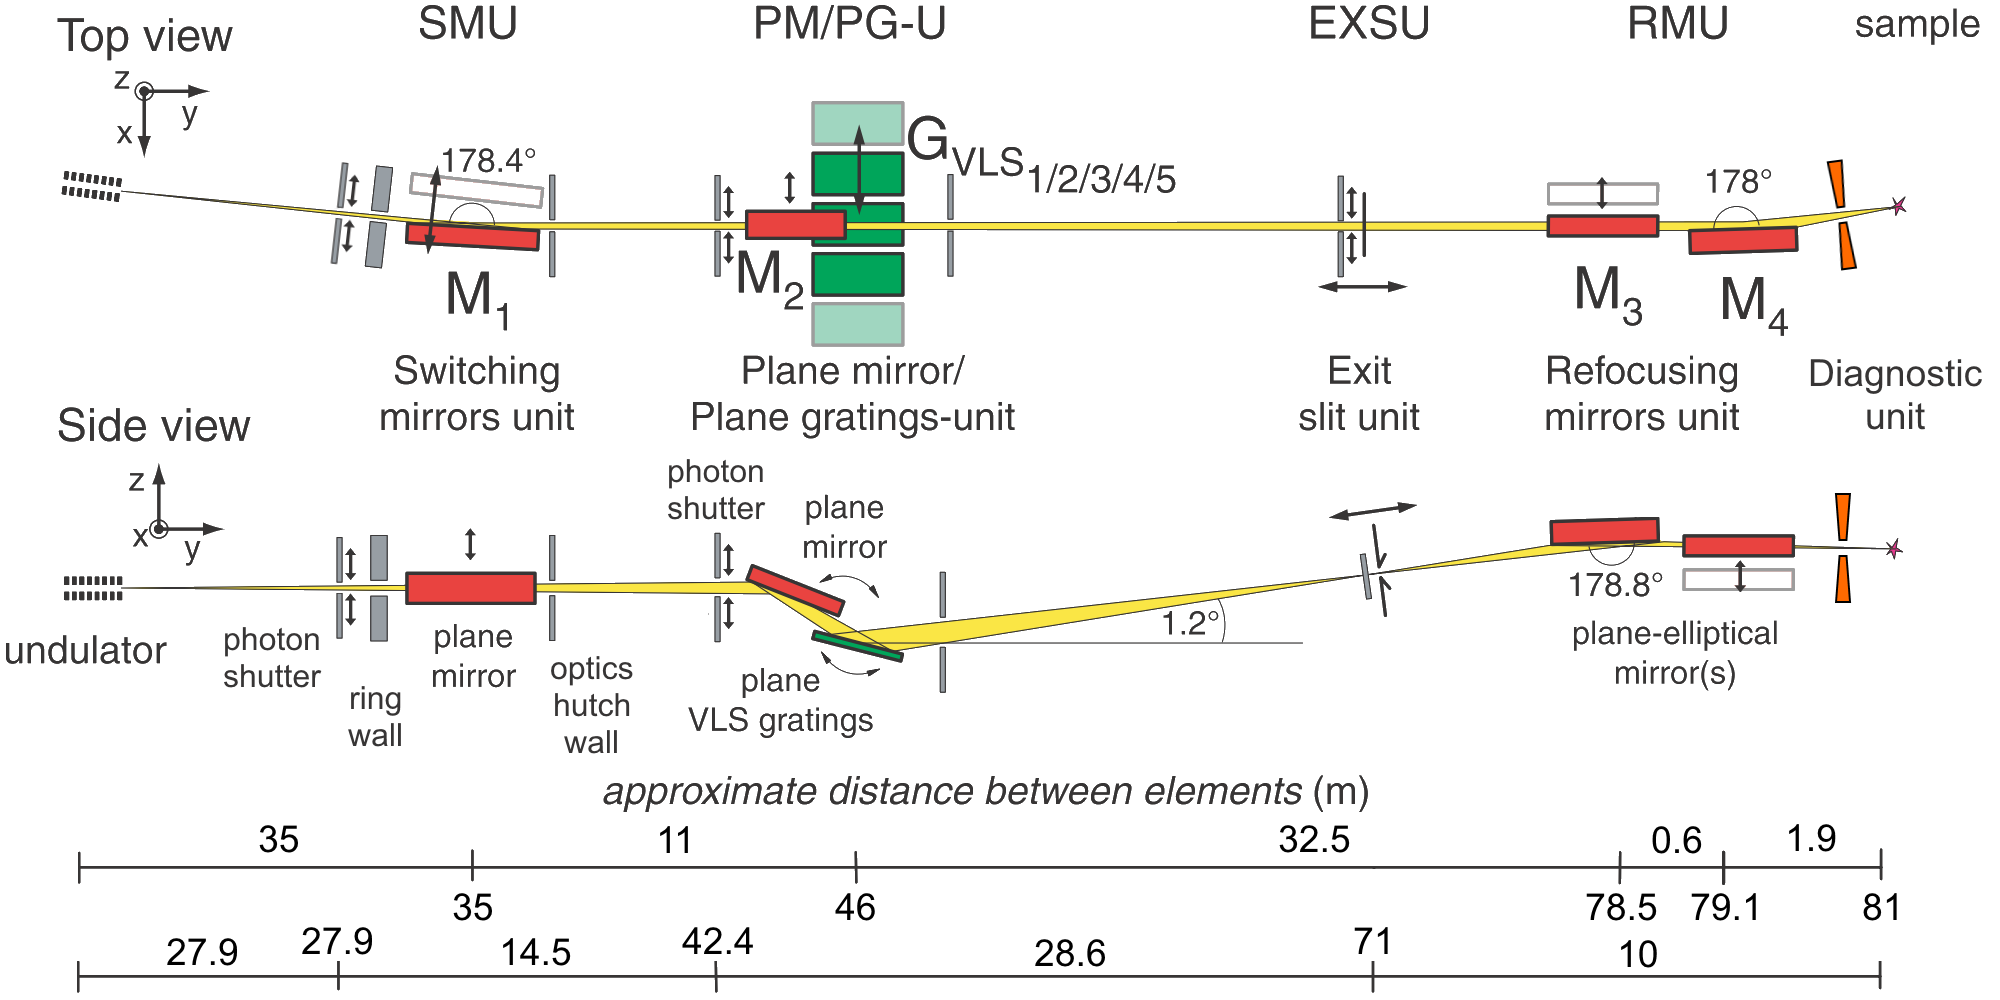 SMU PM/PG-U EXSU RMU sample
Top view
z
y
x
178.4°
G VLS 1/2/3/4/5
178°
M1
M2
M3
M4
Switching
mirrors unit
Plane mirror/
Plane gratings-unit
Exit
slit unit
Refocusing
mirrors unit
Diagnostic
unit
Side view
z
x
y
photon
shutter
plane
mirror
178.8°
1.2°
undulator
photon
shutter
ring
wall
plane
mirror
optics
hutch
wall
plane
VLS gratings
plane-elliptical
mirror(s)
approximate distance between elements (m)
35 11 32.5 0.6 1.9
35 46 78.5 79.1 81
27.9 27.9 14.5 42.4 28.6 71 10